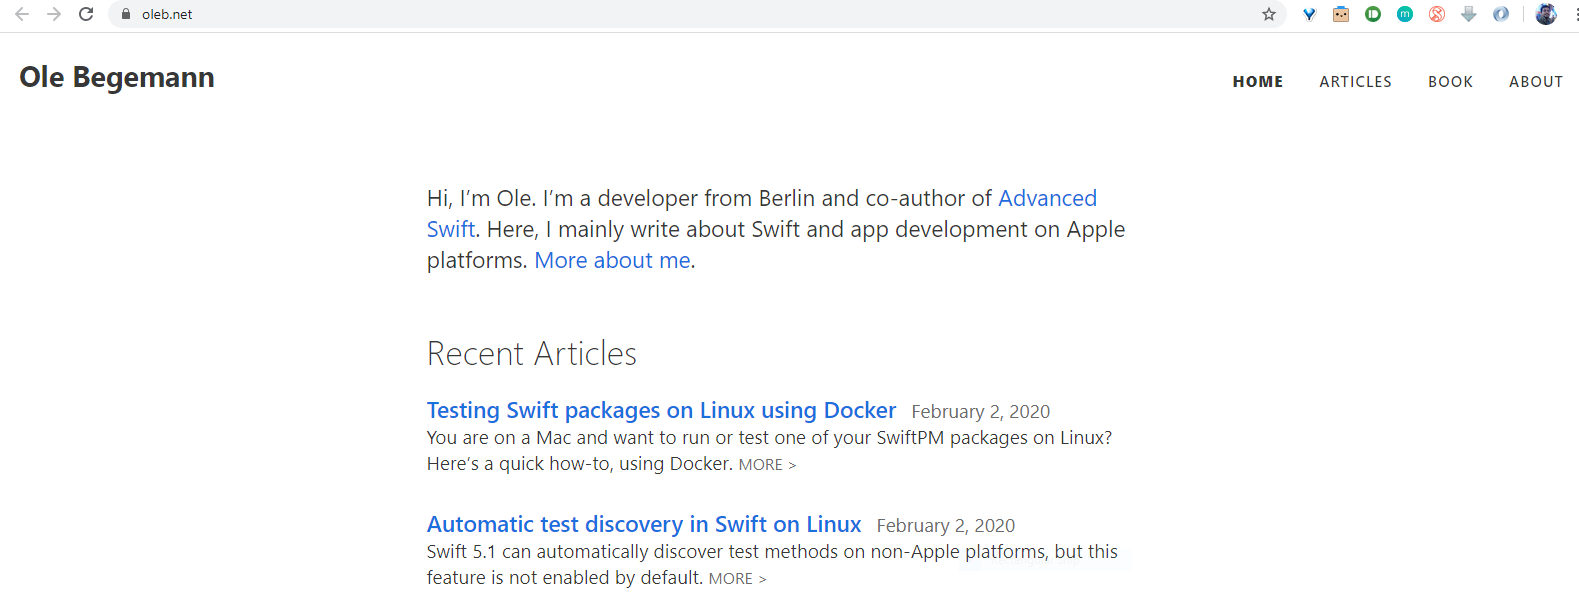 oleb.net
Ole Begemann
HOME ARTICLES BOOK ABOUT
Hi, I’m Ole. I’m a developer from Berlin and co-author of Advanced
Swift. Here, I mainly write about Swift and app development on Apple
platforms. More about me.
Recent Articles
Testing Swift packages on Linux using Docker February 2, 2020
You are on a Mac and want to run or test one of your SwiftPM packages on Linux?
Here’s a quick how-to, using Docker. MORE >
Automatic test discovery in Swift on Linux February 2, 2020
Swift 5.1 can automatically discover test methods on non-Apple platforms, but this
feature is not enabled by default. MORE >